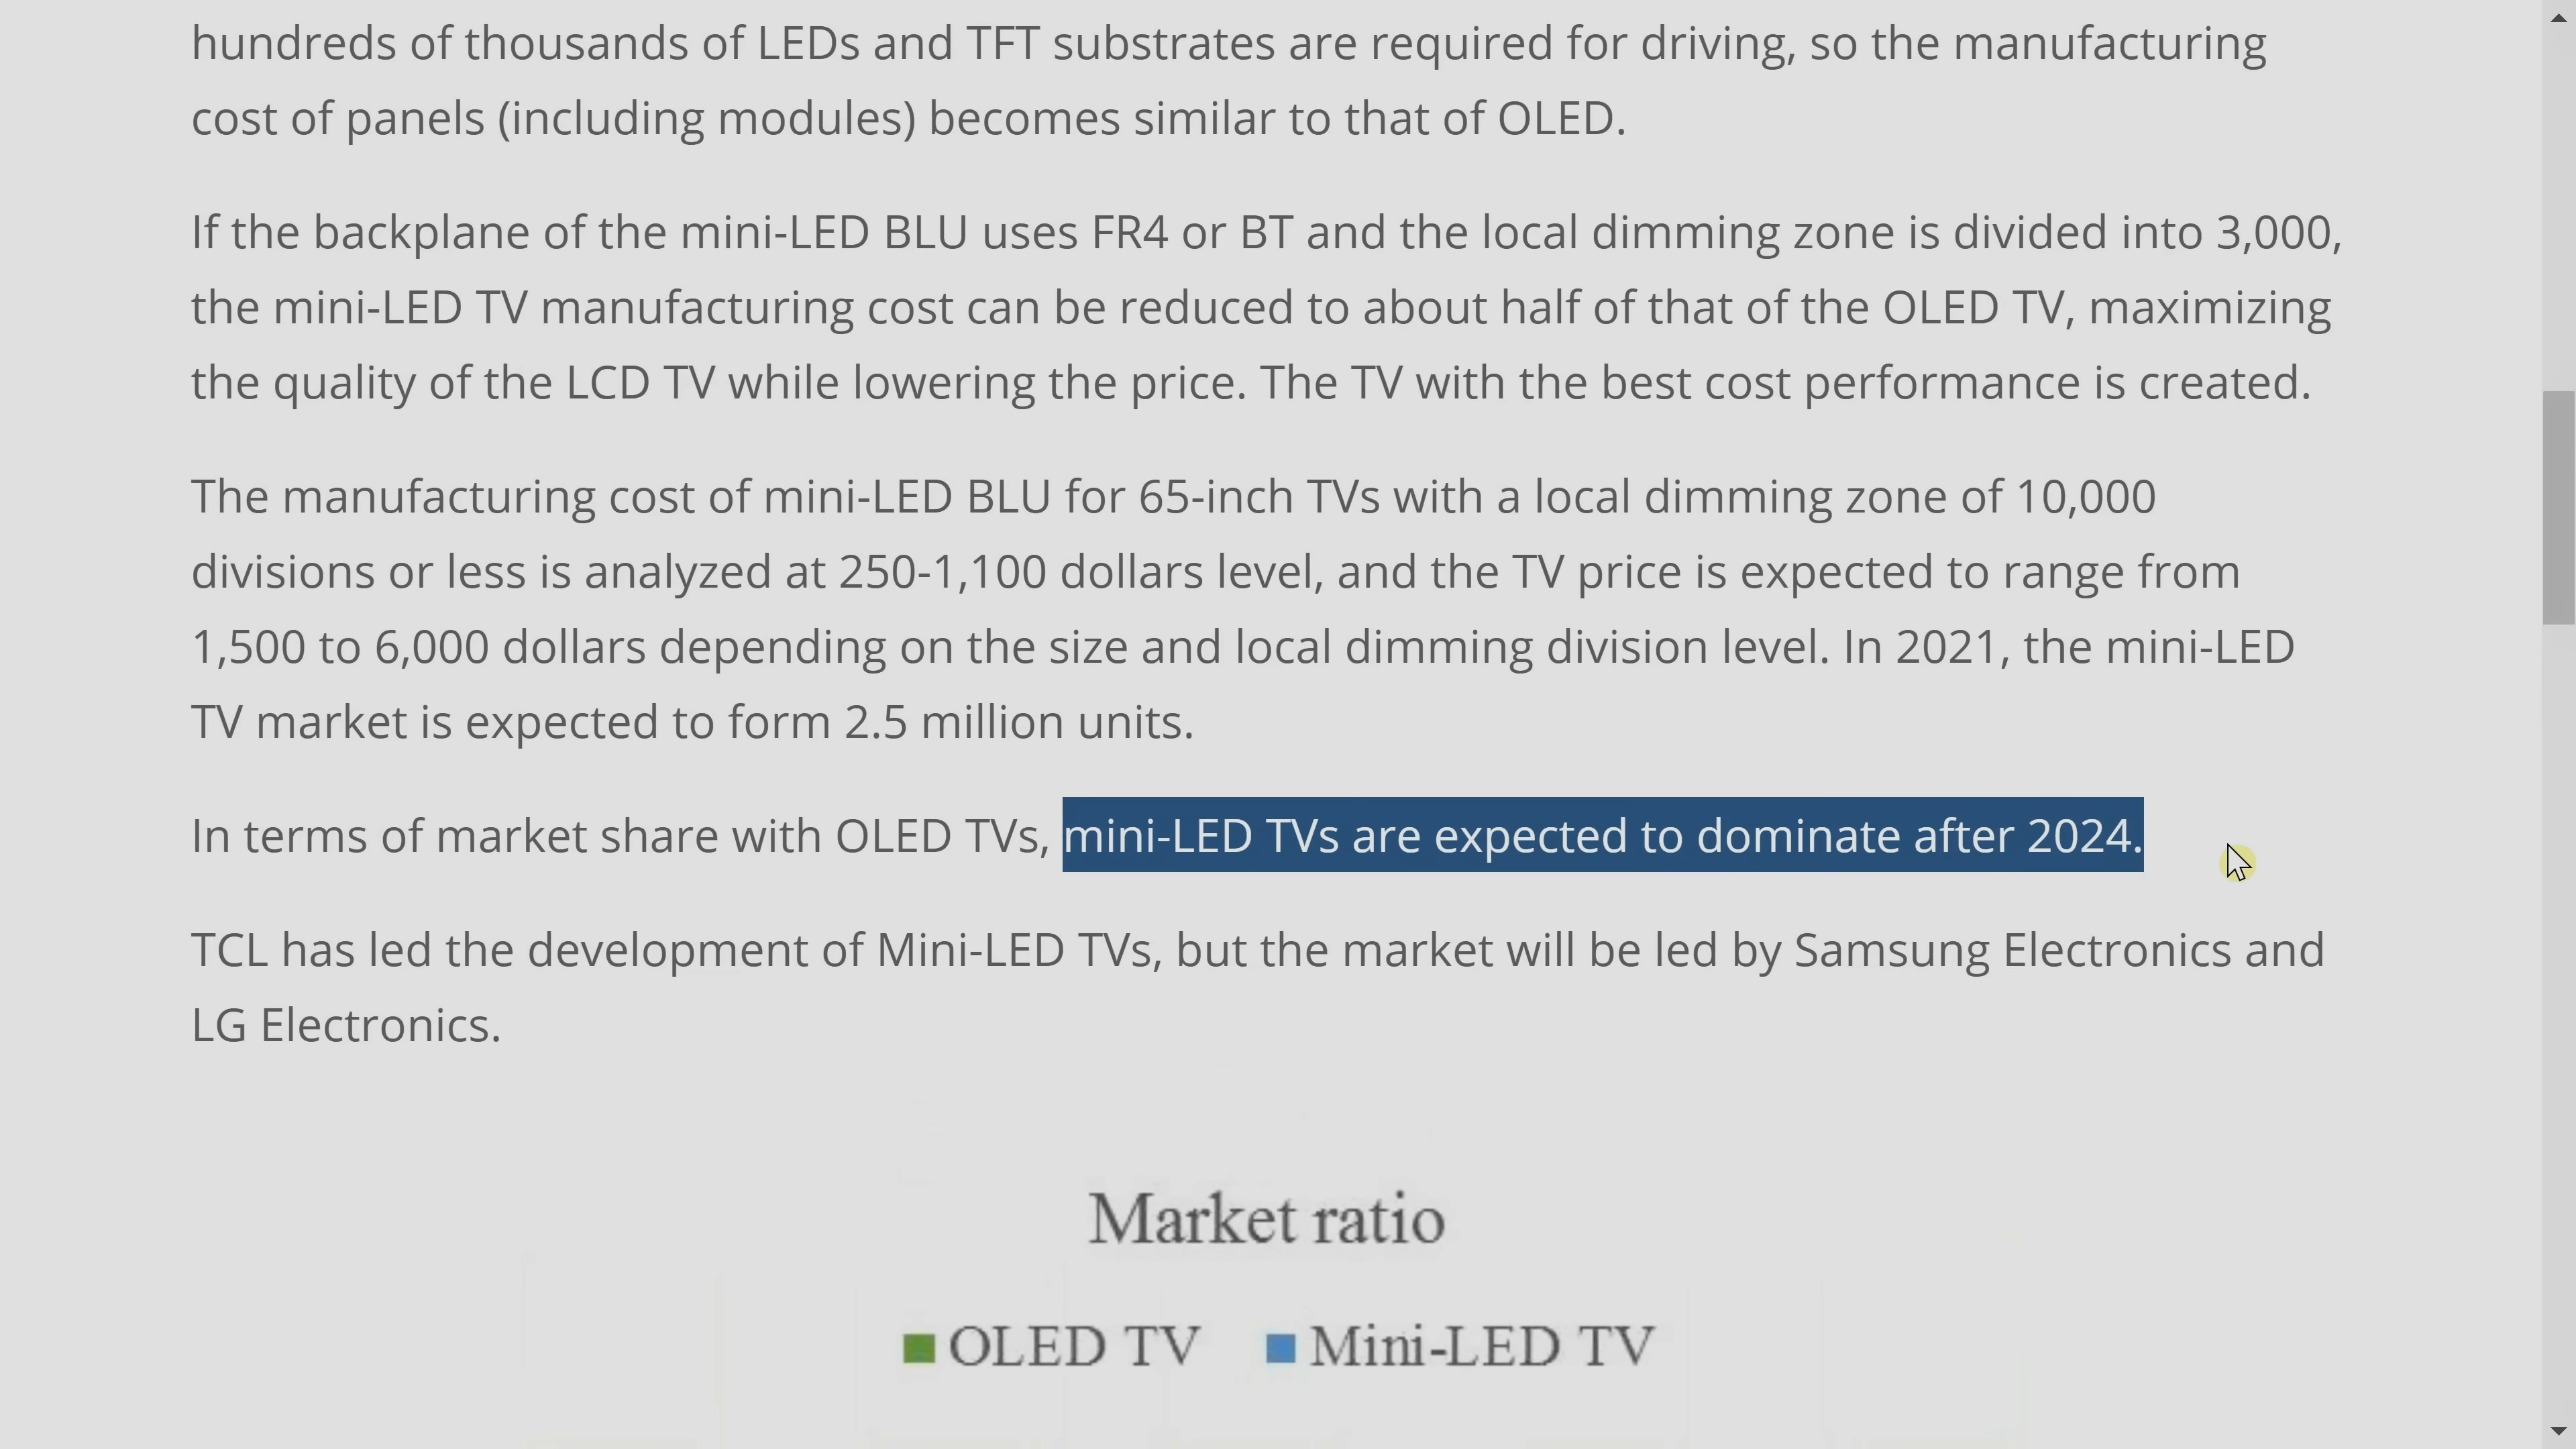 hundreds of thousands of LEDs and TFT substrates are required for driving, so the manufacturing
cost of panels (including modules) becomes similar to that of OLED.
If the backplane of the mini-LED BLU uses FR4 or BT and the local dimming zone is divided into 3,000,
the mini-LED TV manufacturing cost can be reduced to about half of that of the OLED TV, maximizing
the quality of the LCD TV while lowering the price. The TV with the best cost performance is created.
The manufacturing cost of mini-LED BLU for 65-inch TVs with a local dimming zone of 10,000
divisions or less is analyzed at 250-1,100 dollars level, and the TV price is expected to range from
1,500 to 6,000 dollars depending on the size and local dimming division level. In 2021, the mini-LED
TV market is expected to form 2.5 million units.
In terms of market share with OLED TVs, mini-LED TVs are expected to dominate after 2024.
TCL has led the development of Mini-LED TVs, but the market will be led by Samsung Electronics and
LG Electronics.
Market ratio
OLED TV Mini-LED TV